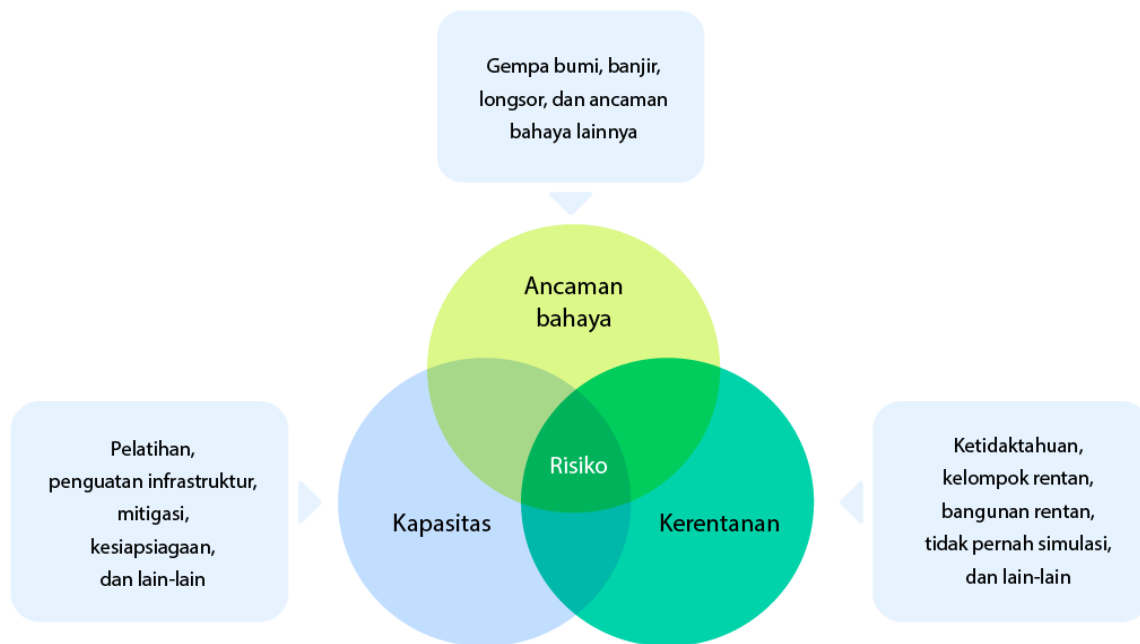 Gempa bumi, banjir,
longsor, dan ancaman
bahaya lainnya
Ancaman
bahaya
Pelatihan,
penguatan infrastruktur,
mitigasi,
kesiapsiagaan,
dan lain-lain
Kapasitas
Risiko
Kerentanan
Ketidaktahuan,
kelompok rentan,
bangunan rentan,
tidak pernah simulasi,
dan lain-lain